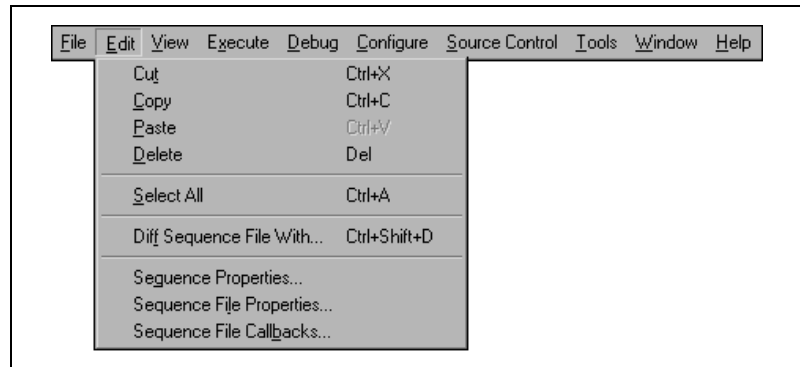 File Edit View Execute Debug Configure Source Control Tools Window Help
Cut Ctrl+X
Copy Ctrl+C
Paste Ctrl+V
Delete Del
Select All Ctrl+A
Diff Sequence File With... Ctrl+Shift+D
Sequence Properties...
Sequence File Properties...
Sequence File Callbacks...